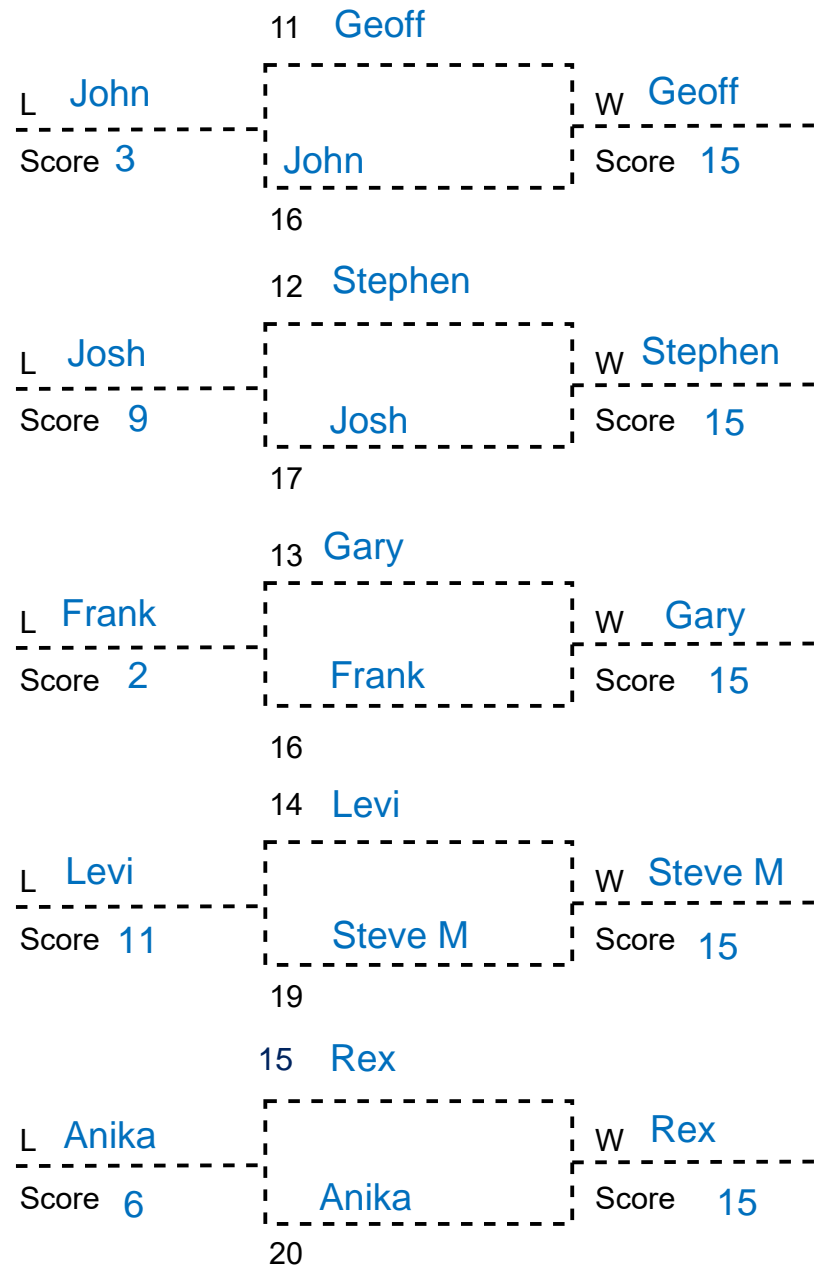 11 Geoff
L John W Geoff
Score 3 John Score 15
16
12 Stephen
L Josh W Stephen
Score 9 Josh Score 15
17
13 Gary
L Frank W Gary
Score 2 Frank Score 15
16
14 Levi
L Levi W Steve M
Score 11 Steve M Score 15
19
15 Rex
L Anika W Rex
Score 6 Anika Score 15
20